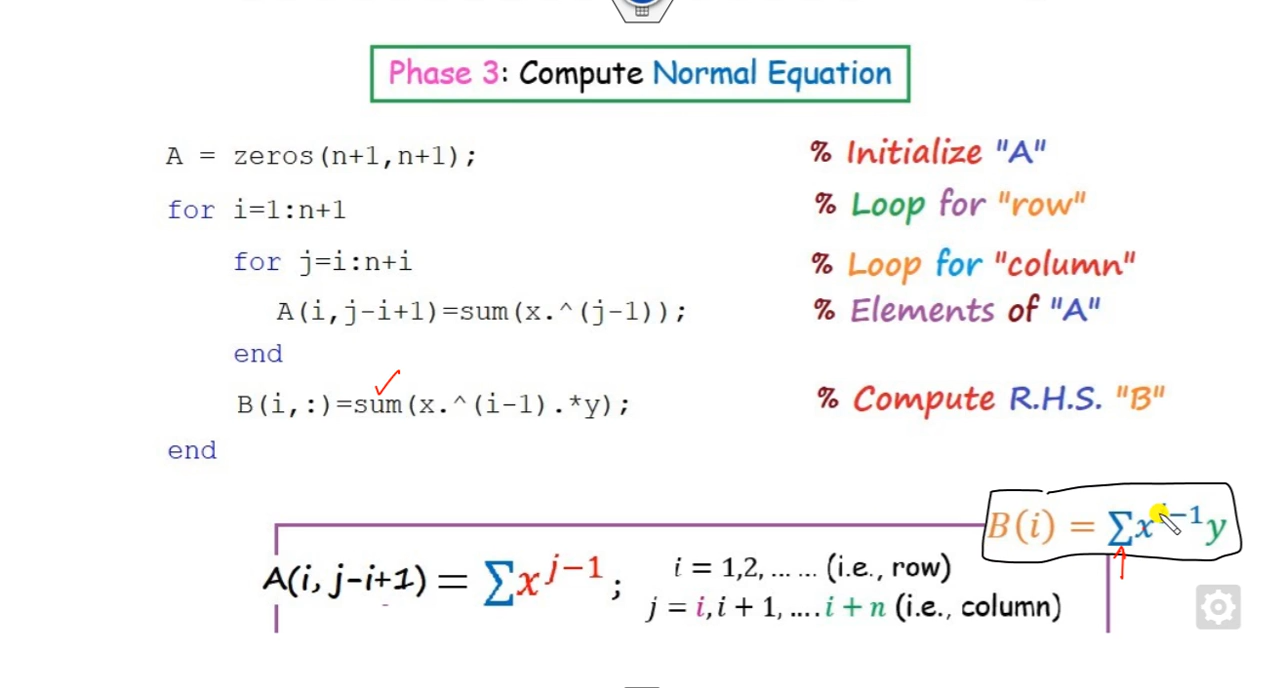 Phase 3: Compute Normal Equation
A = zeros(n+1,n+1); % Initialize "A"
for i=1:n+1 % Loop for "row"
for j=i:n+i % Loop for "column"
A(i,j-i+1)=sum(x.^(j-1)); % Elements of "A"
end
B(i,:)=sum(x.^(i-1).*y); % Compute R.H.S. "B"
end
B(i) = ∑x^{i-1}y
A(i, j-i+1) = ∑x^{j-1}; i = 1,2, ... ... (i.e., row)
j = i, i + 1, .... i + n (i.e., column)